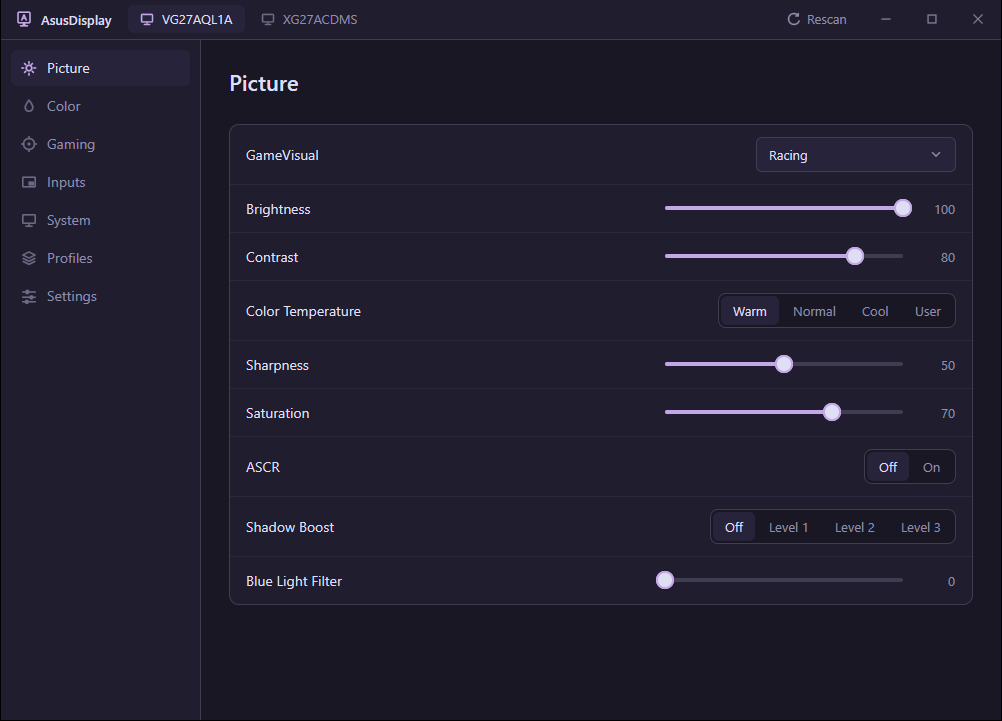 AsusDisplay VG27AQL1A XG27ACDMS Rescan
Picture
Color
Gaming
Inputs
System
Profiles
Settings
Picture
GameVisual Racing
Brightness 100
Contrast 80
Color Temperature Warm Normal Cool User
Sharpness 50
Saturation 70
ASCR Off On
Shadow Boost Off Level 1 Level 2 Level 3
Blue Light Filter 0